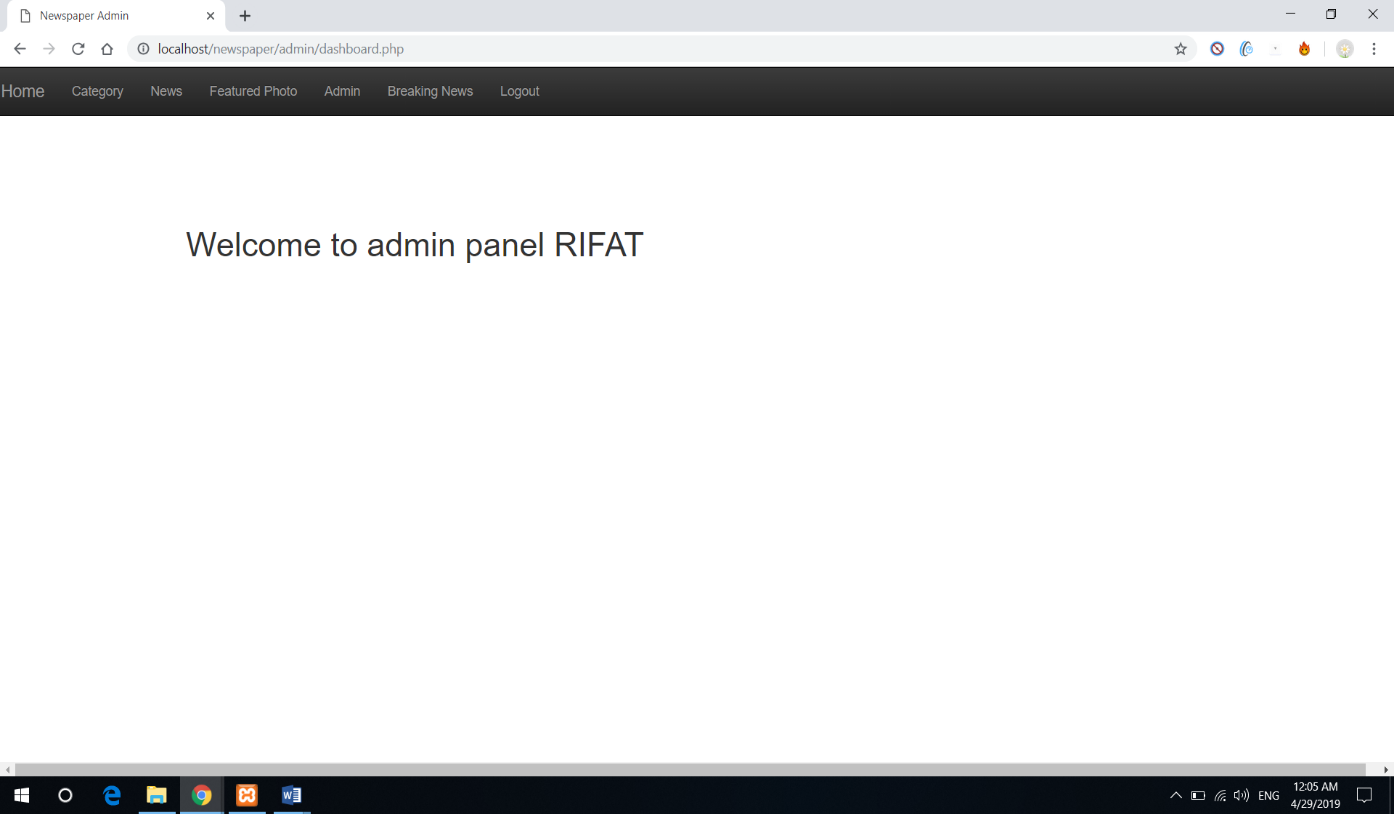 Newspaper Admin
localhost/newspaper/admin/dashboard.php
Home Category News Featured Photo Admin Breaking News Logout
Welcome to admin panel RIFAT
ENG
12:05 AM
4/29/2019